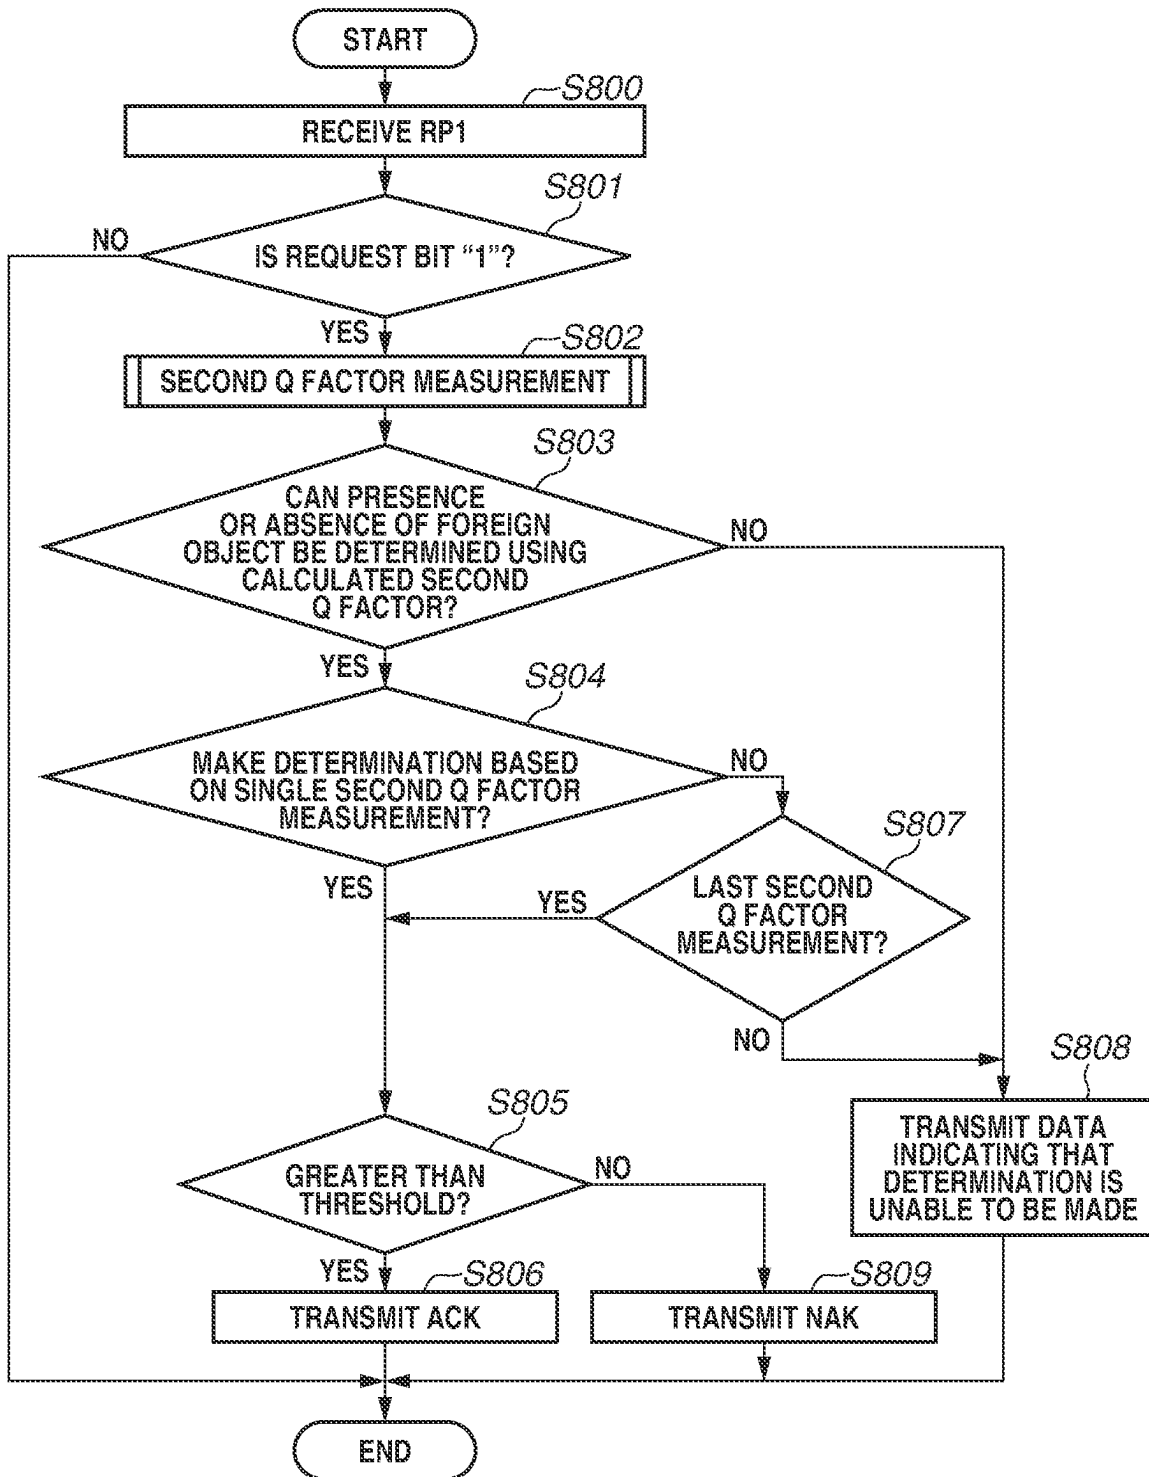 START
S800
RECEIVE RP1
S801
NO
IS REQUEST BIT “1”?
YES
S802
SECOND Q FACTOR MEASUREMENT
S803
CAN PRESENCE
OR ABSENCE OF FOREIGN
OBJECT BE DETERMINED USING
CALCULATED SECOND
Q FACTOR?
NO
YES
S804
MAKE DETERMINATION BASED
ON SINGLE SECOND Q FACTOR
MEASUREMENT?
NO
S807
YES
LAST SECOND
Q FACTOR
MEASUREMENT?
YES
NO
S808
TRANSMIT DATA
INDICATING THAT
DETERMINATION IS
UNABLE TO BE MADE
S805
GREATER THAN
THRESHOLD?
NO
YES
S806
TRANSMIT ACK
S809
TRANSMIT NAK
END